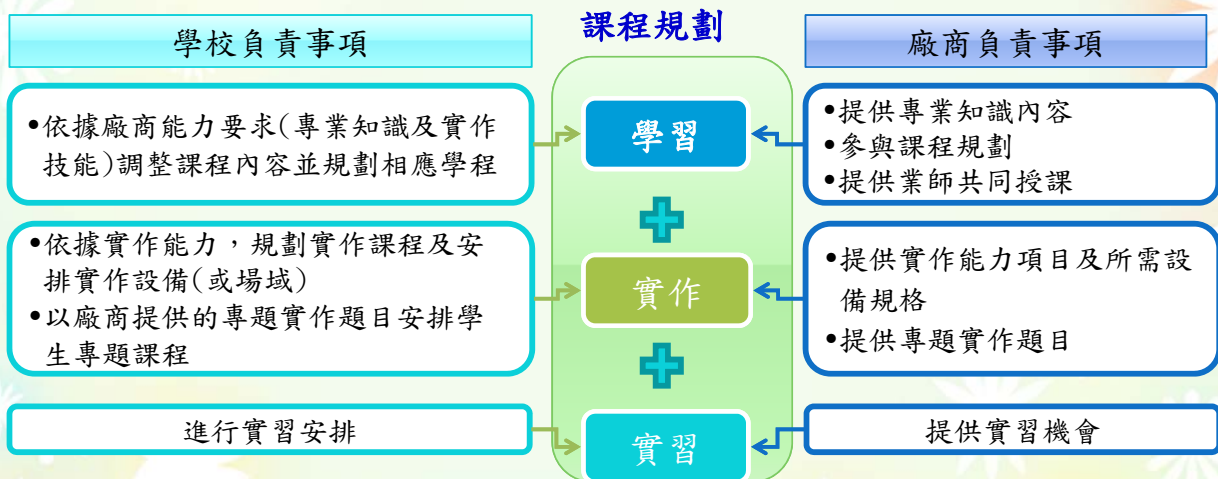 課程規劃
學校負責事項
•依據廠商能力要求(專業知識及實作
技能)調整課程內容並規劃相應學程
•依據實作能力，規劃實作課程及安
排實作設備(或場域)
•以廠商提供的專題實作題目安排學
生專題課程
進行實習安排
學習
實作
實習
廠商負責事項
•提供專業知識內容
•參與課程規劃
•提供業師共同授課
•提供實作能力項目及所需設
備規格
•提供專題實作題目
提供實習機會